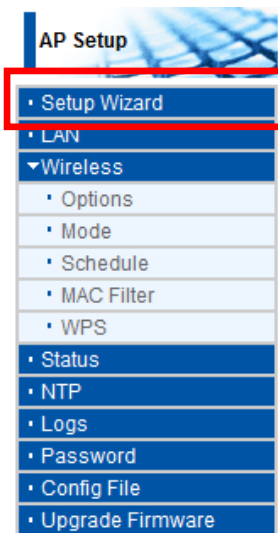 AP Setup
Setup Wizard
LAN
Wireless
Options
Mode
Schedule
MAC Filter
WPS
Status
NTP
Logs
Password
Config File
Upgrade Firmware